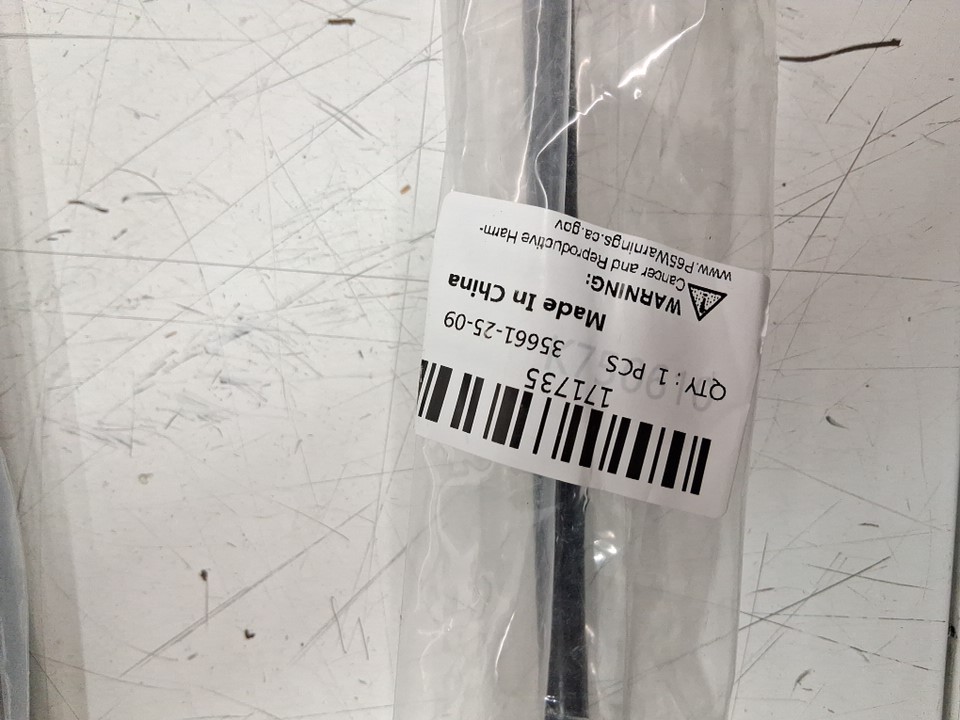 171735
QTY : 1 PCS 35661-25-09
Made In China
WARNING:
Cancer and Reproductive Harm-
www.P65Warnings.ca.gov